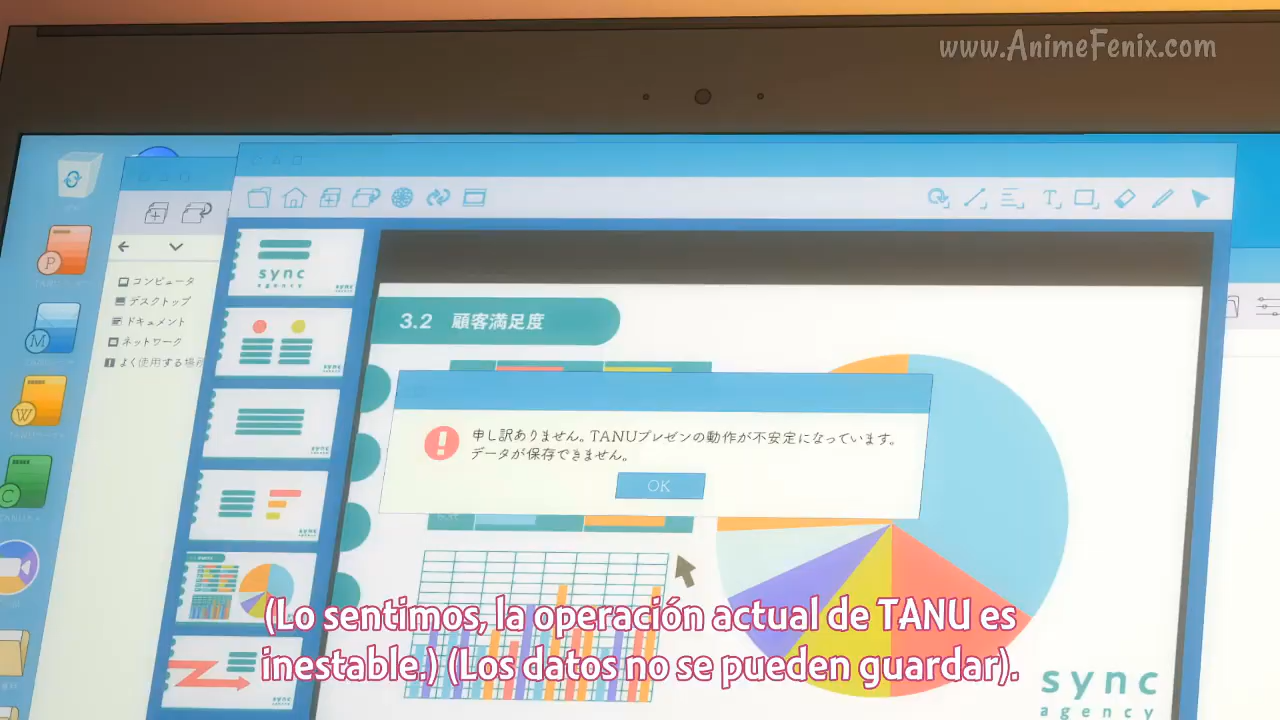 www.AnimeFenix.com
コンピュータ
デスクトップ
ドキュメント
ネットワーク
よく使用する場所
P
M
W
C
sync
agency
3.2 顧客満足度
申し訳ありません。TANUプレゼンの動作が不安定になっています。
データが保存できません。
OK
(Lo sentimos, la operación actual de TANU es
inestable.) (Los datos no se pueden guardar).
sync
agency